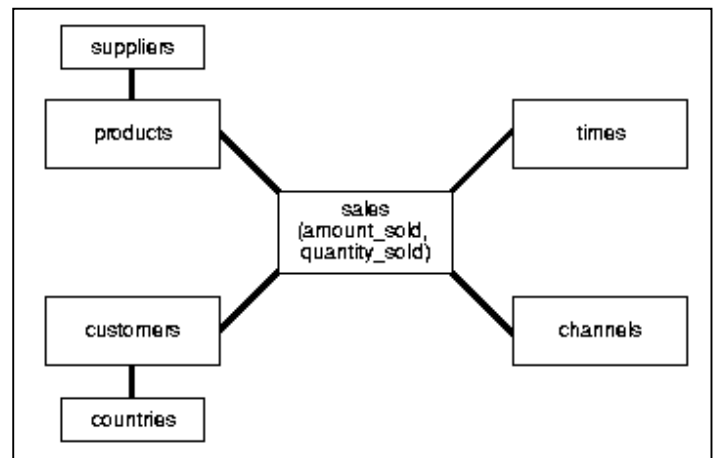 suppliers
products
times
sales
(amount_sold,
quantity_sold)
customers
channels
countries